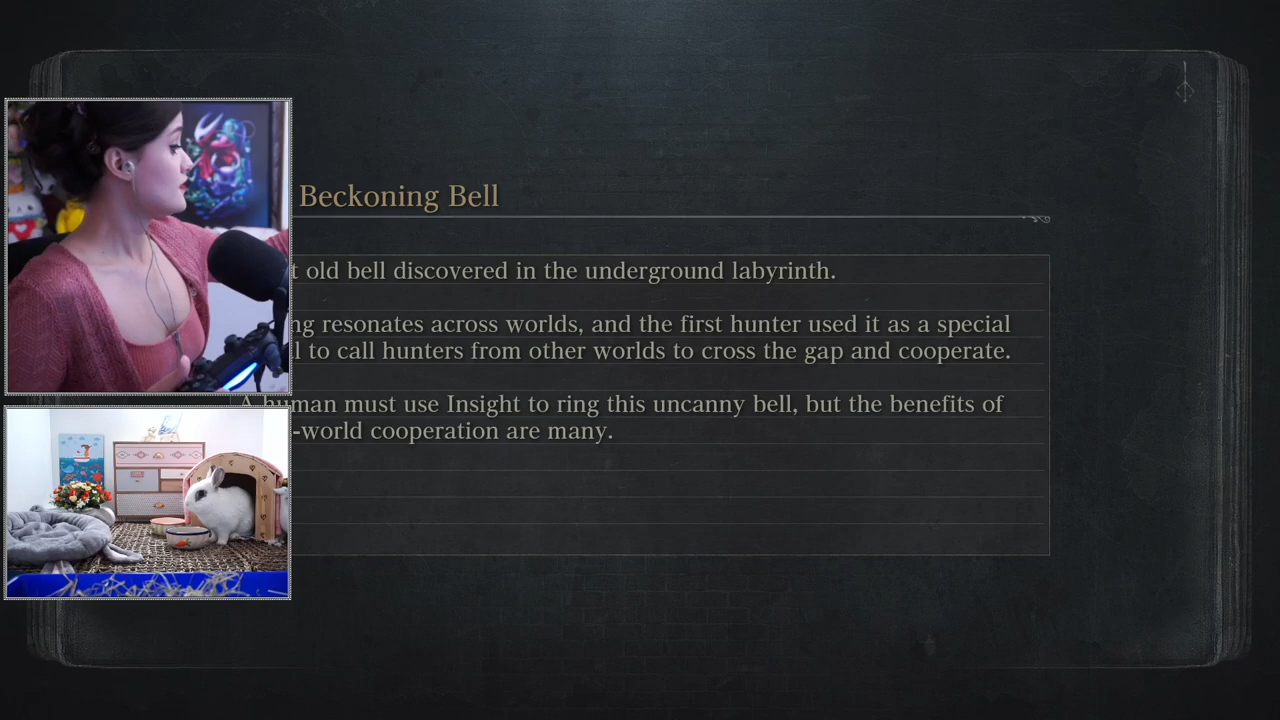 Beckoning Bell
old bell discovered in the underground labyrinth.
resonates across worlds, and the first hunter used it as a special
to call hunters from other worlds to cross the gap and cooperate.
A human must use Insight to ring this uncanny bell, but the benefits of
-world cooperation are many.